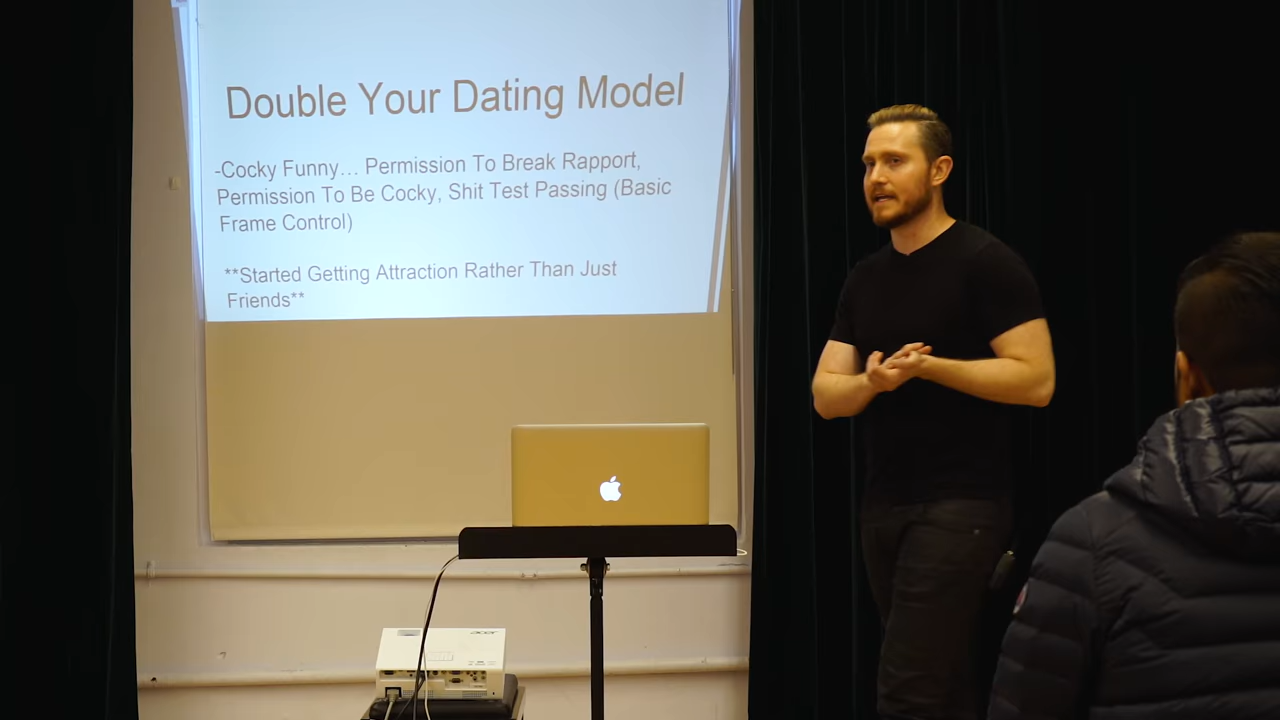 Double Your Dating Model
-Cocky Funny… Permission To Break Rapport,
Permission To Be Cocky, Shit Test Passing (Basic
Frame Control)
**Started Getting Attraction Rather Than Just
Friends**
acer